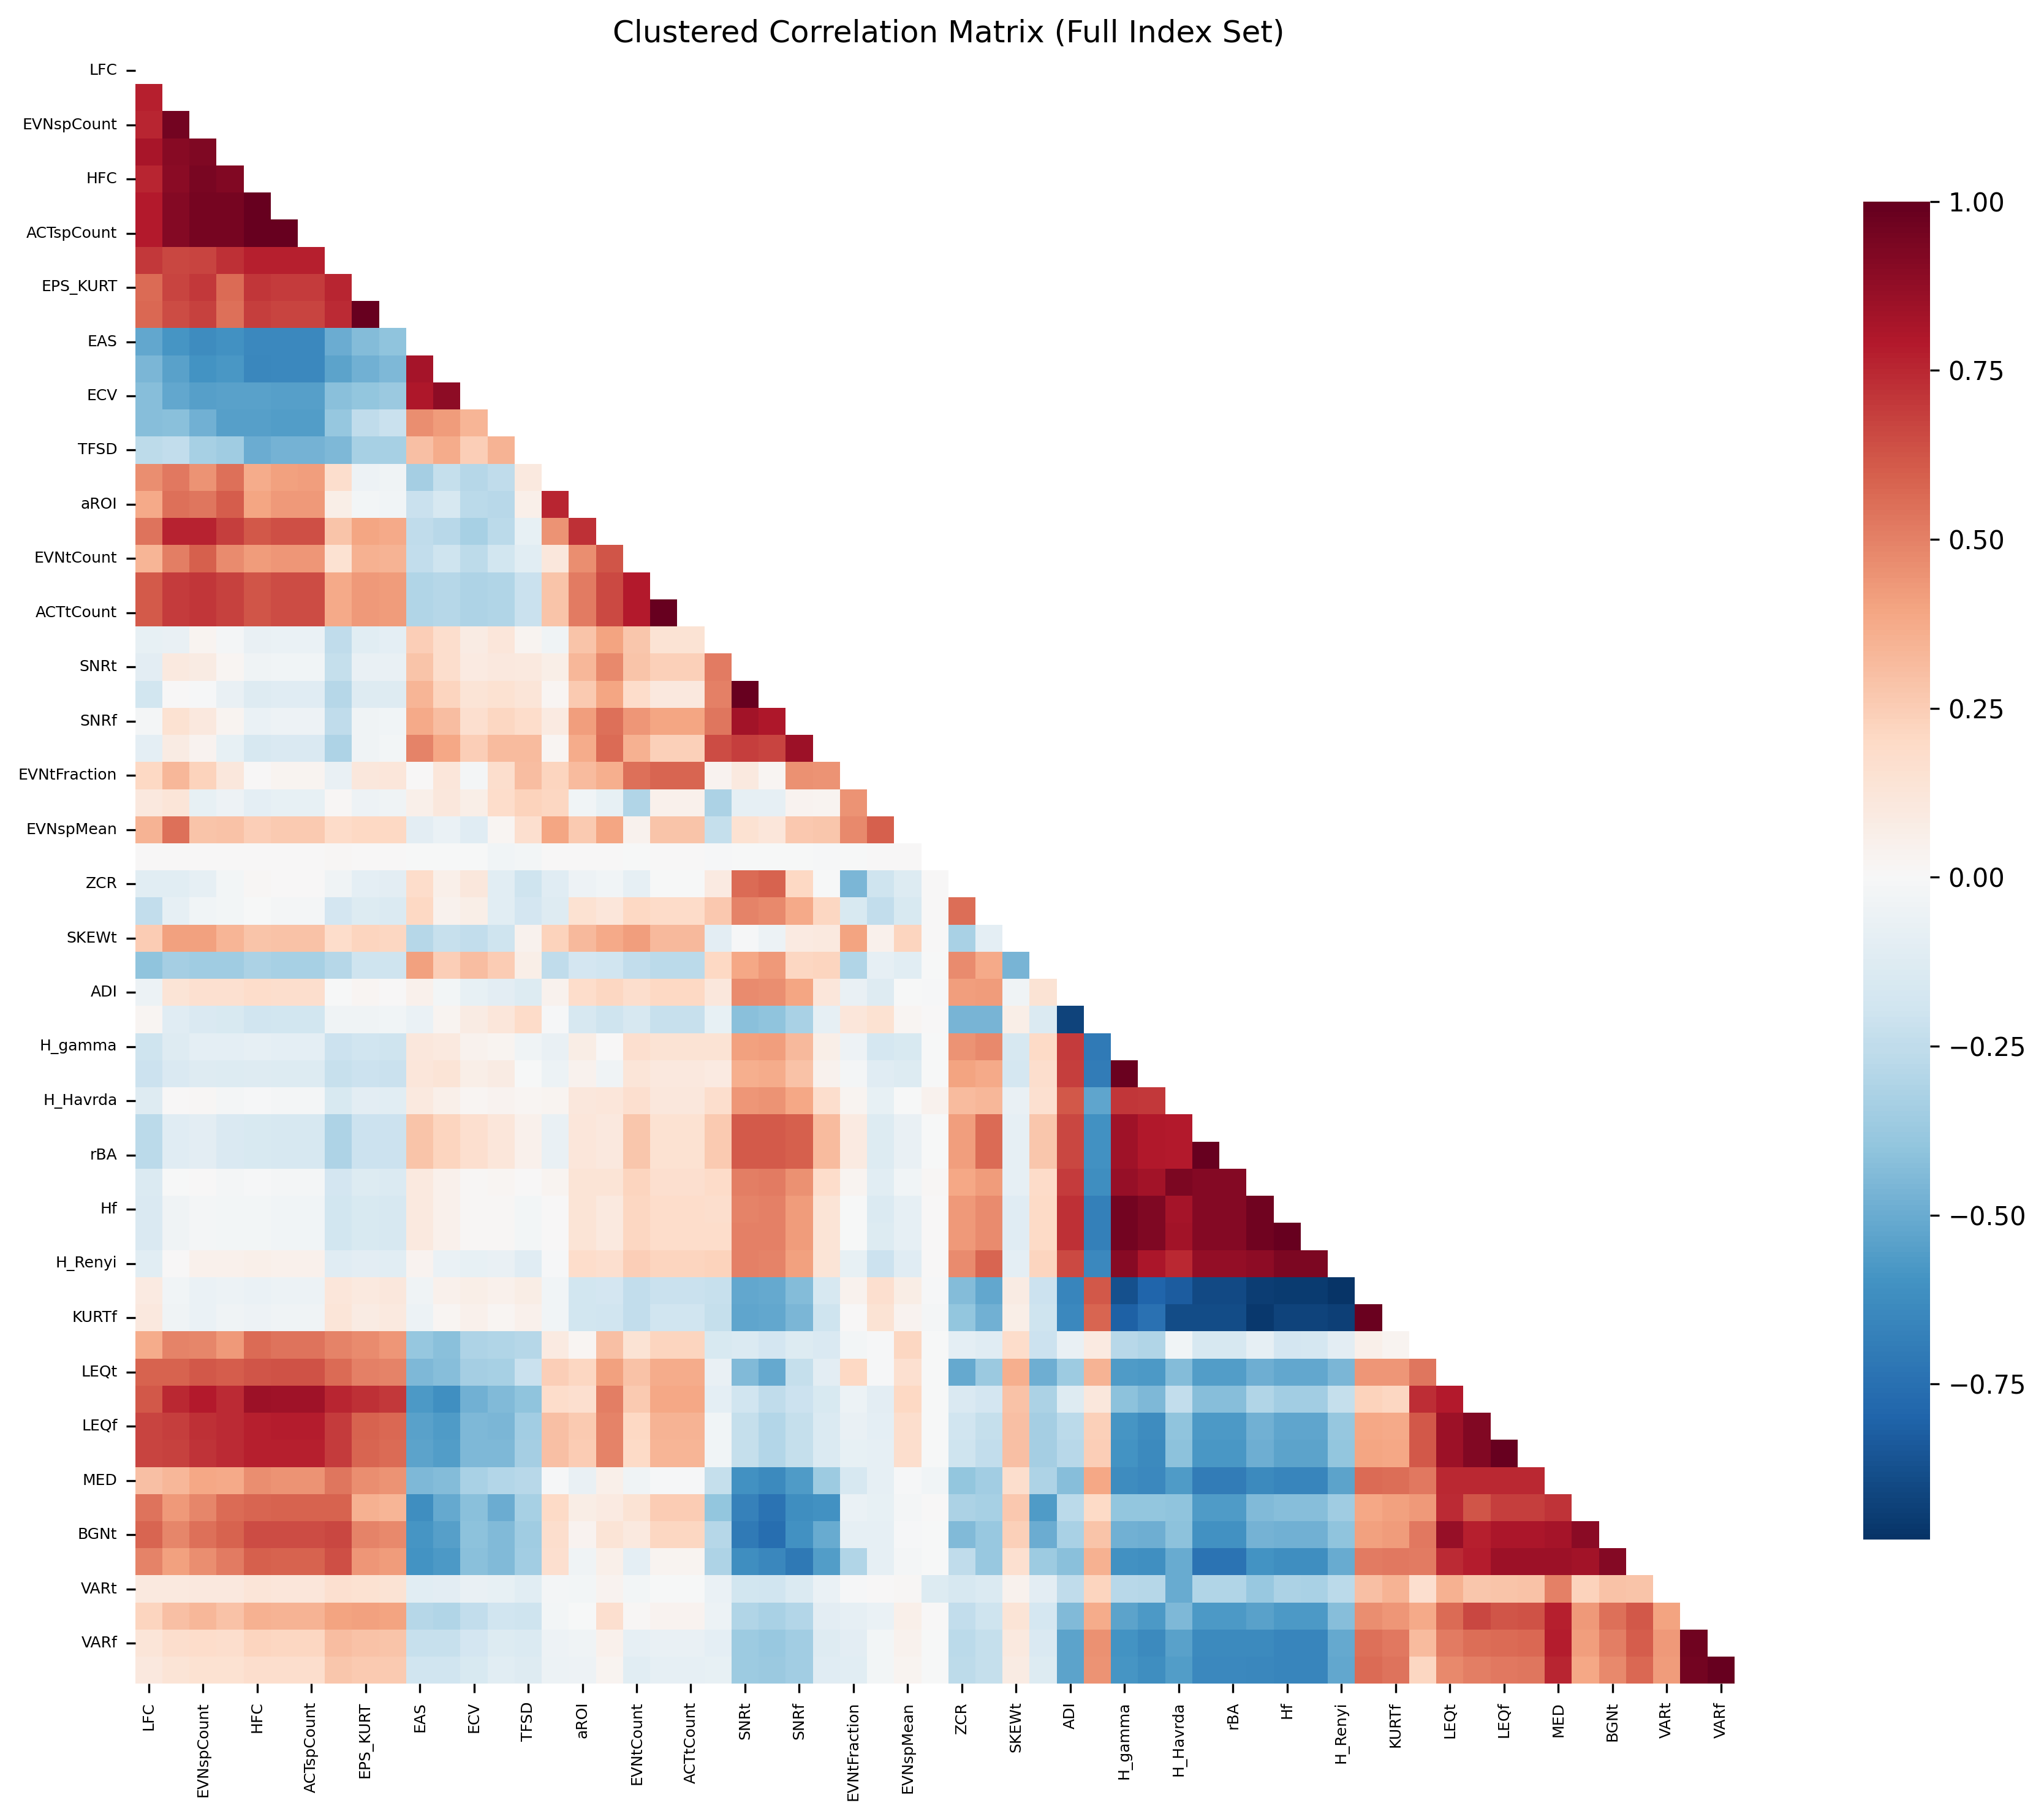 Clustered Correlation Matrix (Full Index Set)
LFC
EVNspCount
HFC
ACTspCount
EPS_KURT
EAS
ECV
TFSD
aROI
EVNtCount
ACTtCount
SNRt
SNRf
EVNtFraction
EVNspMean
ZCR
SKEWt
ADI
H_gamma
H_Havrda
rBA
Hf
H_Renyi
KURTf
LEQt
LEQf
MED
BGNt
VARt
VARf
LFC
EVNspCount
HFC
ACTspCount
EPS_KURT
EAS
ECV
TFSD
aROI
EVNtCount
ACTtCount
SNRt
SNRf
EVNtFraction
EVNspMean
ZCR
SKEWt
ADI
H_gamma
H_Havrda
rBA
Hf
H_Renyi
KURTf
LEQt
LEQf
MED
BGNt
VARt
VARf
1.00
0.75
0.50
0.25
0.00
−0.25
−0.50
−0.75